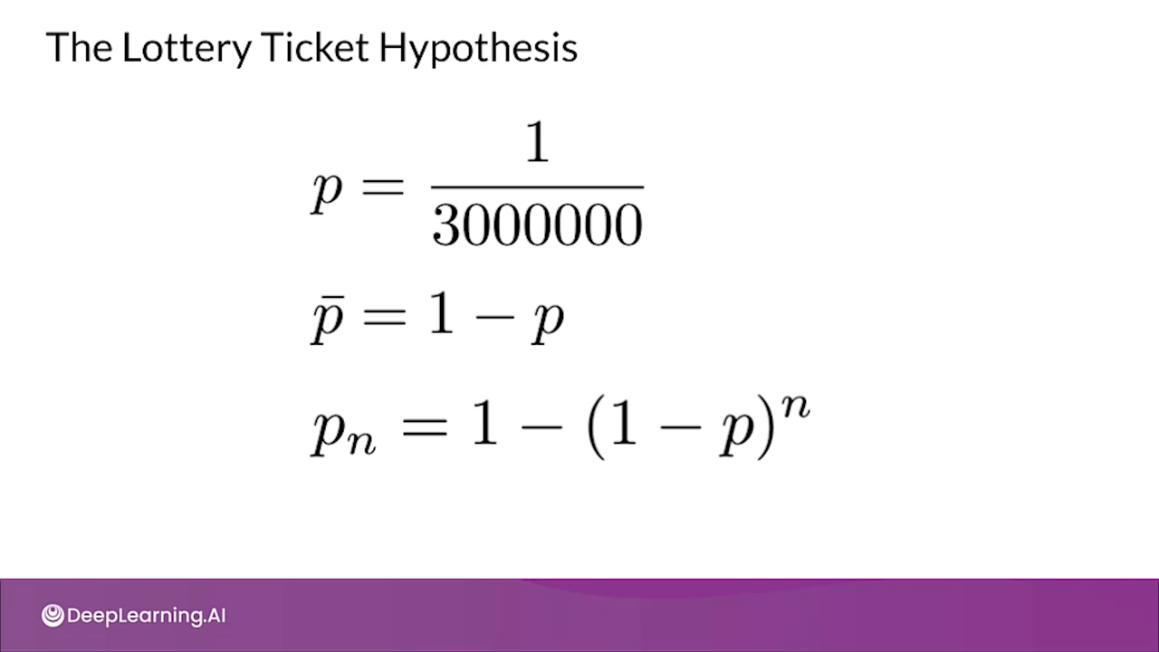 The Lottery Ticket Hypothesis
p = 1/3000000
p̄ = 1 − p
pₙ = 1 − (1 − p)ⁿ
DeepLearning.AI